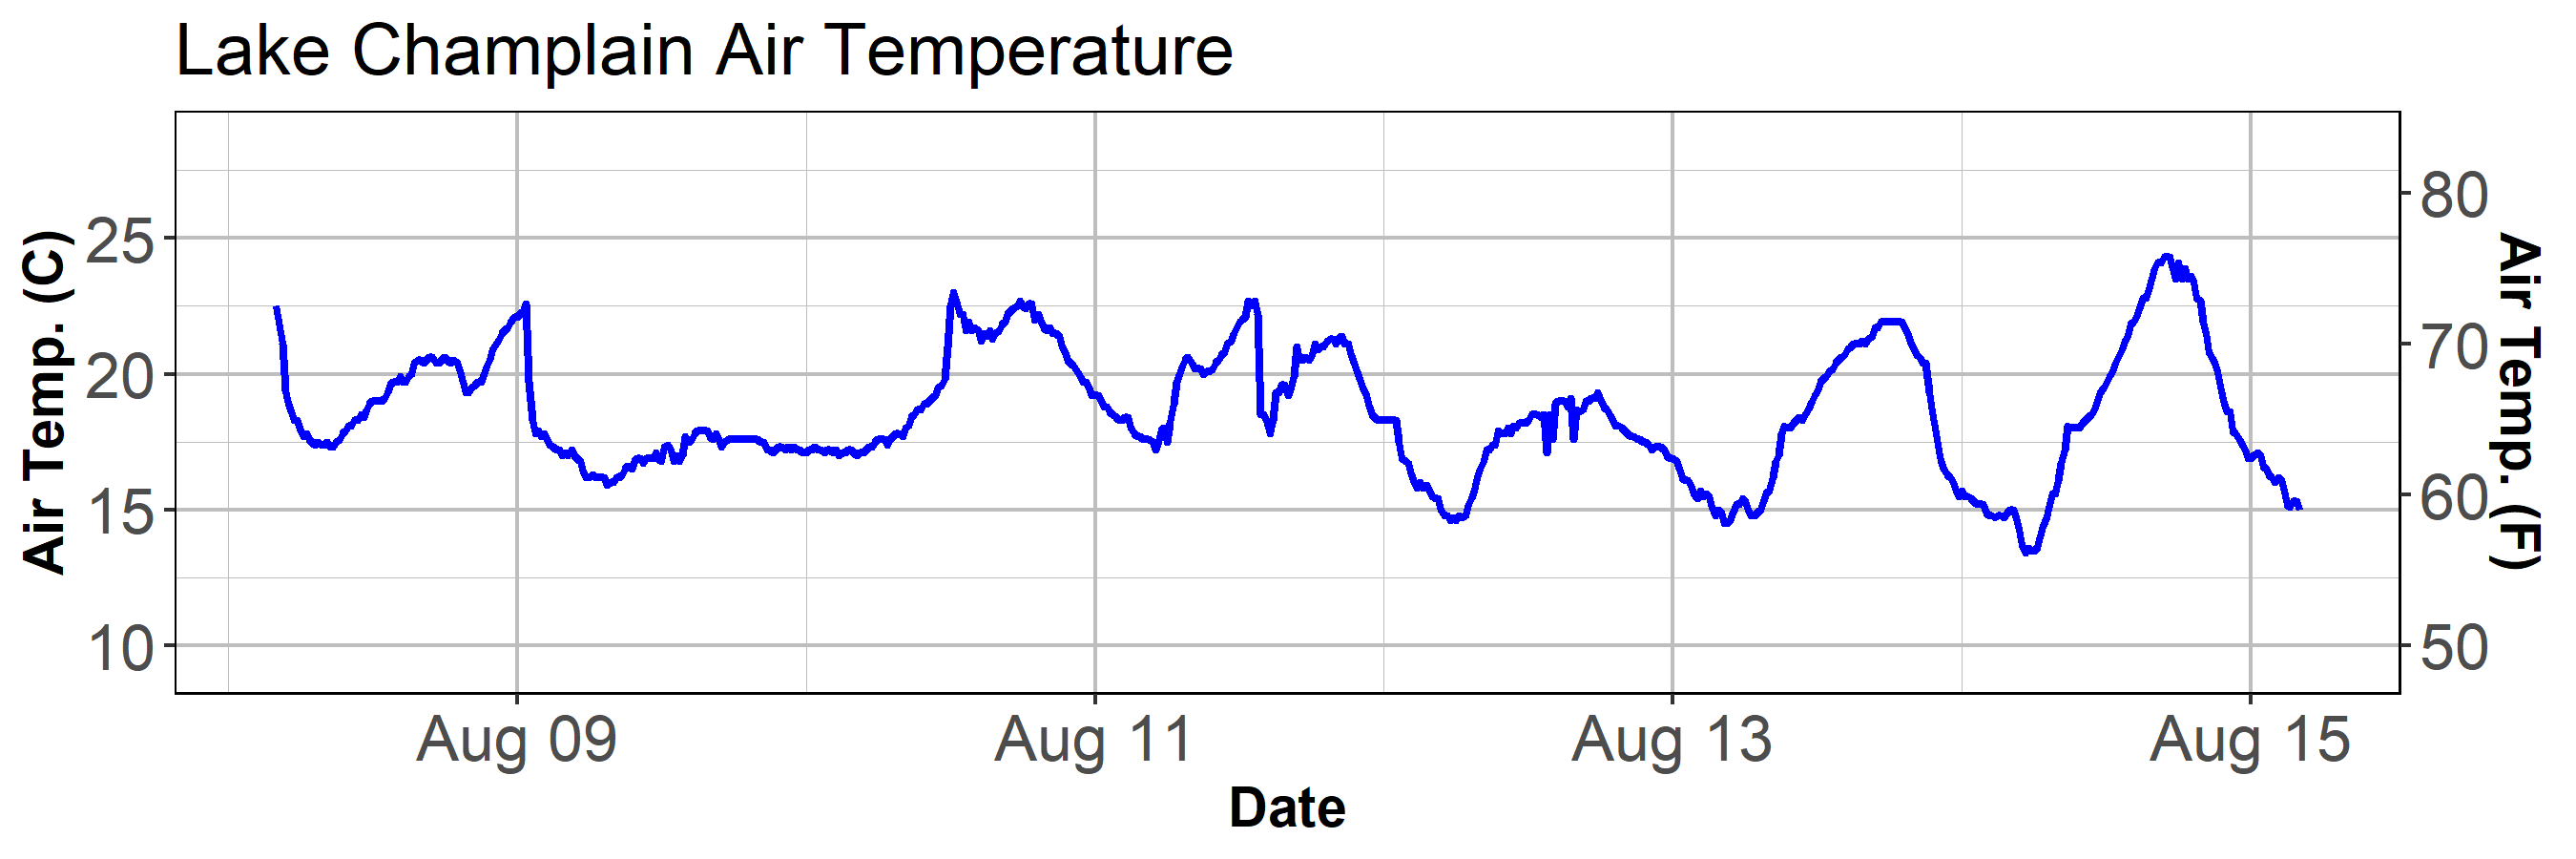 Lake Champlain Air Temperature
Air Temp. (C)
25
20
15
10
80
70
60
50
Air Temp. (F)
Aug 09
Aug 11
Aug 13
Aug 15
Date